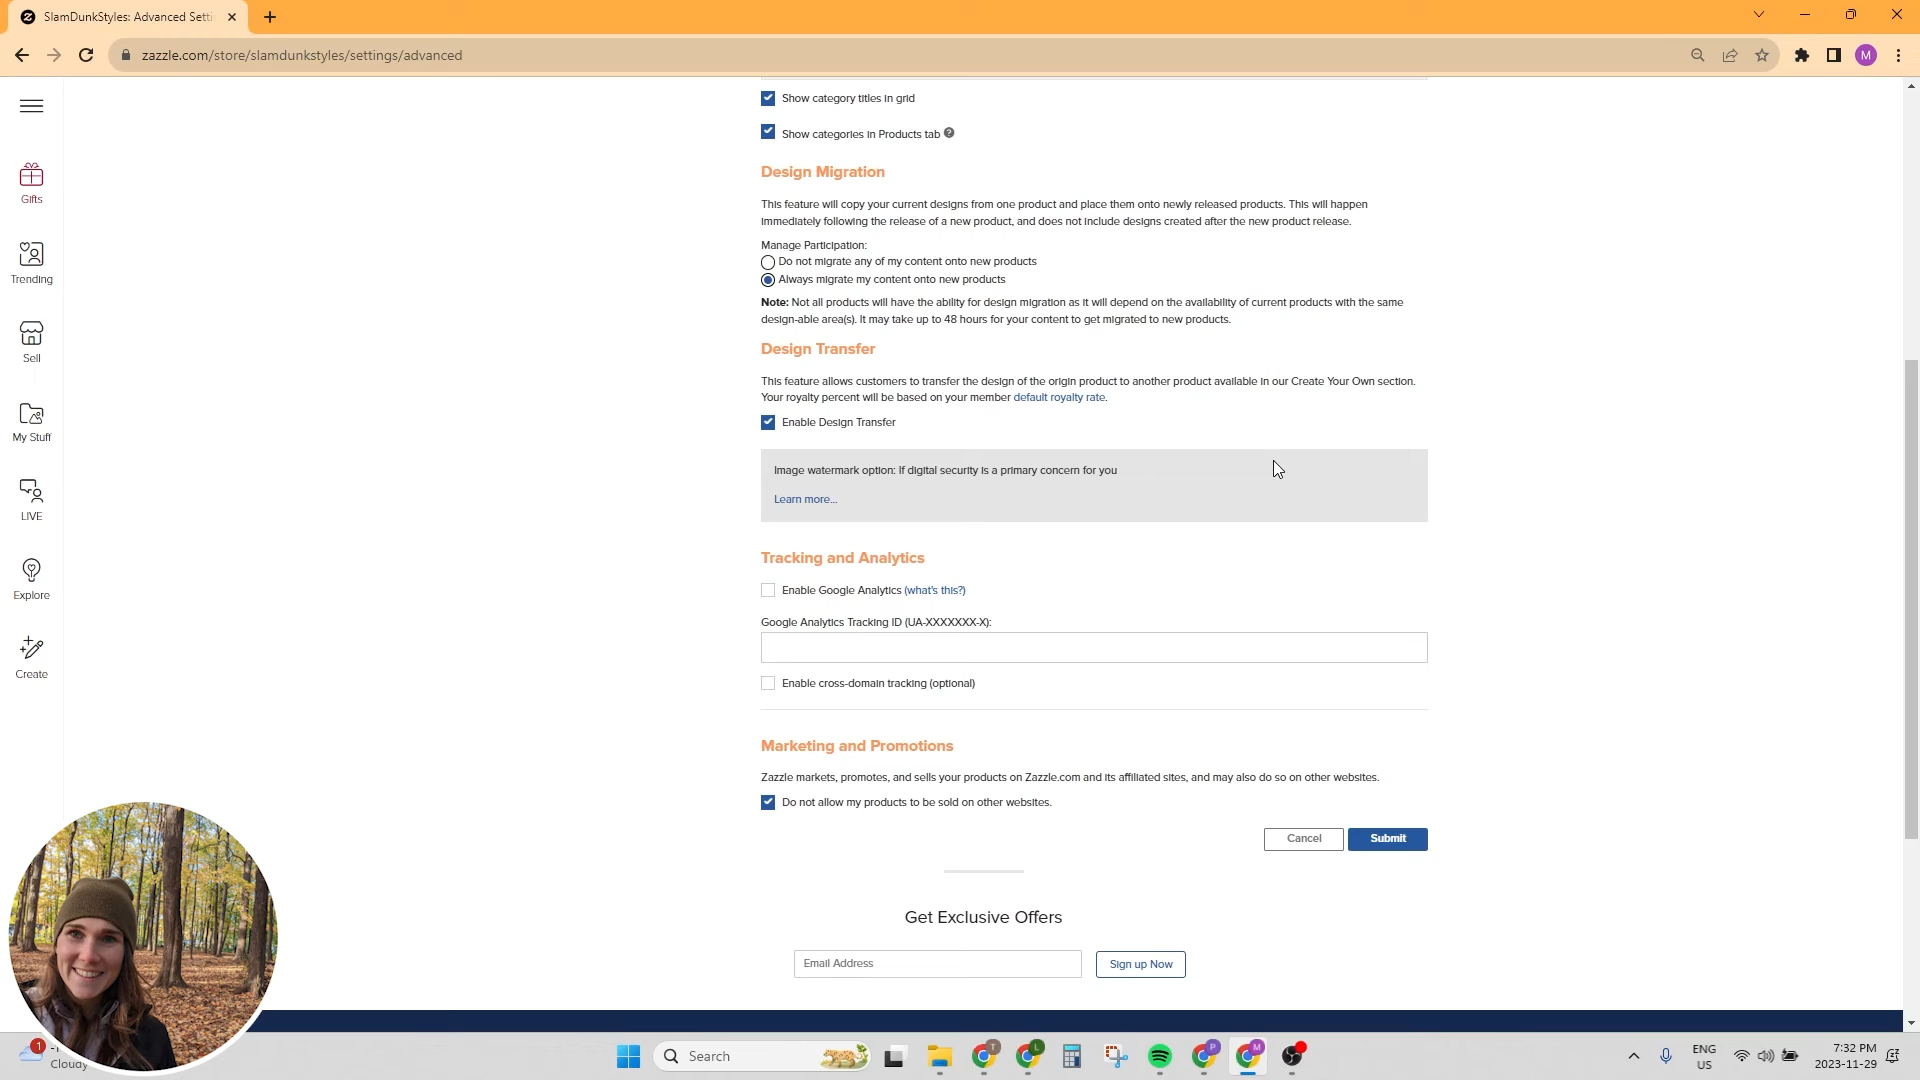 SlamDunkStyles: Advanced Setti
zazzle.com/store/slamdunkstyles/settings/advanced
M
Gifts
Trending
Sell
My Stuff
LIVE
Explore
Create
Show category titles in grid
Show categories in Products tab ?
Design Migration
This feature will copy your current designs from one product and place them onto newly released products. This will happen
immediately following the release of a new product, and does not include designs created after the new product release.
Manage Participation:
Do not migrate any of my content onto new products
Always migrate my content onto new products
Note: Not all products will have the ability for design migration as it will depend on the availability of current products with the same
design-able area(s). It may take up to 48 hours for your content to get migrated to new products.
Design Transfer
This feature allows customers to transfer the design of the origin product to another product available in our Create Your Own section.
Your royalty percent will be based on your member default royalty rate.
Enable Design Transfer
Image watermark option: If digital security is a primary concern for you
Learn more...
Tracking and Analytics
Enable Google Analytics (what's this?)
Google Analytics Tracking ID (UA-XXXXXXX-X):
Enable cross-domain tracking (optional)
Marketing and Promotions
Zazzle markets, promotes, and sells your products on Zazzle.com and its affiliated sites, and may also do so on other websites.
Do not allow my products to be sold on other websites.
Cancel
Submit
Get Exclusive Offers
Email Address
Sign up Now
1
Cloudy
Search
T
L
P
M
ENG
US
7:32 PM
2023-11-29